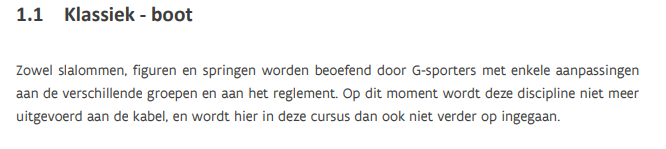 1.1 Klassiek - boot
Zowel slalommen, figuren en springen worden beoefend door G-sporters met enkele aanpassingen
aan de verschillende groepen en aan het reglement. Op dit moment wordt deze discipline niet meer
uitgevoerd aan de kabel, en wordt hier in deze cursus dan ook niet verder op ingegaan.